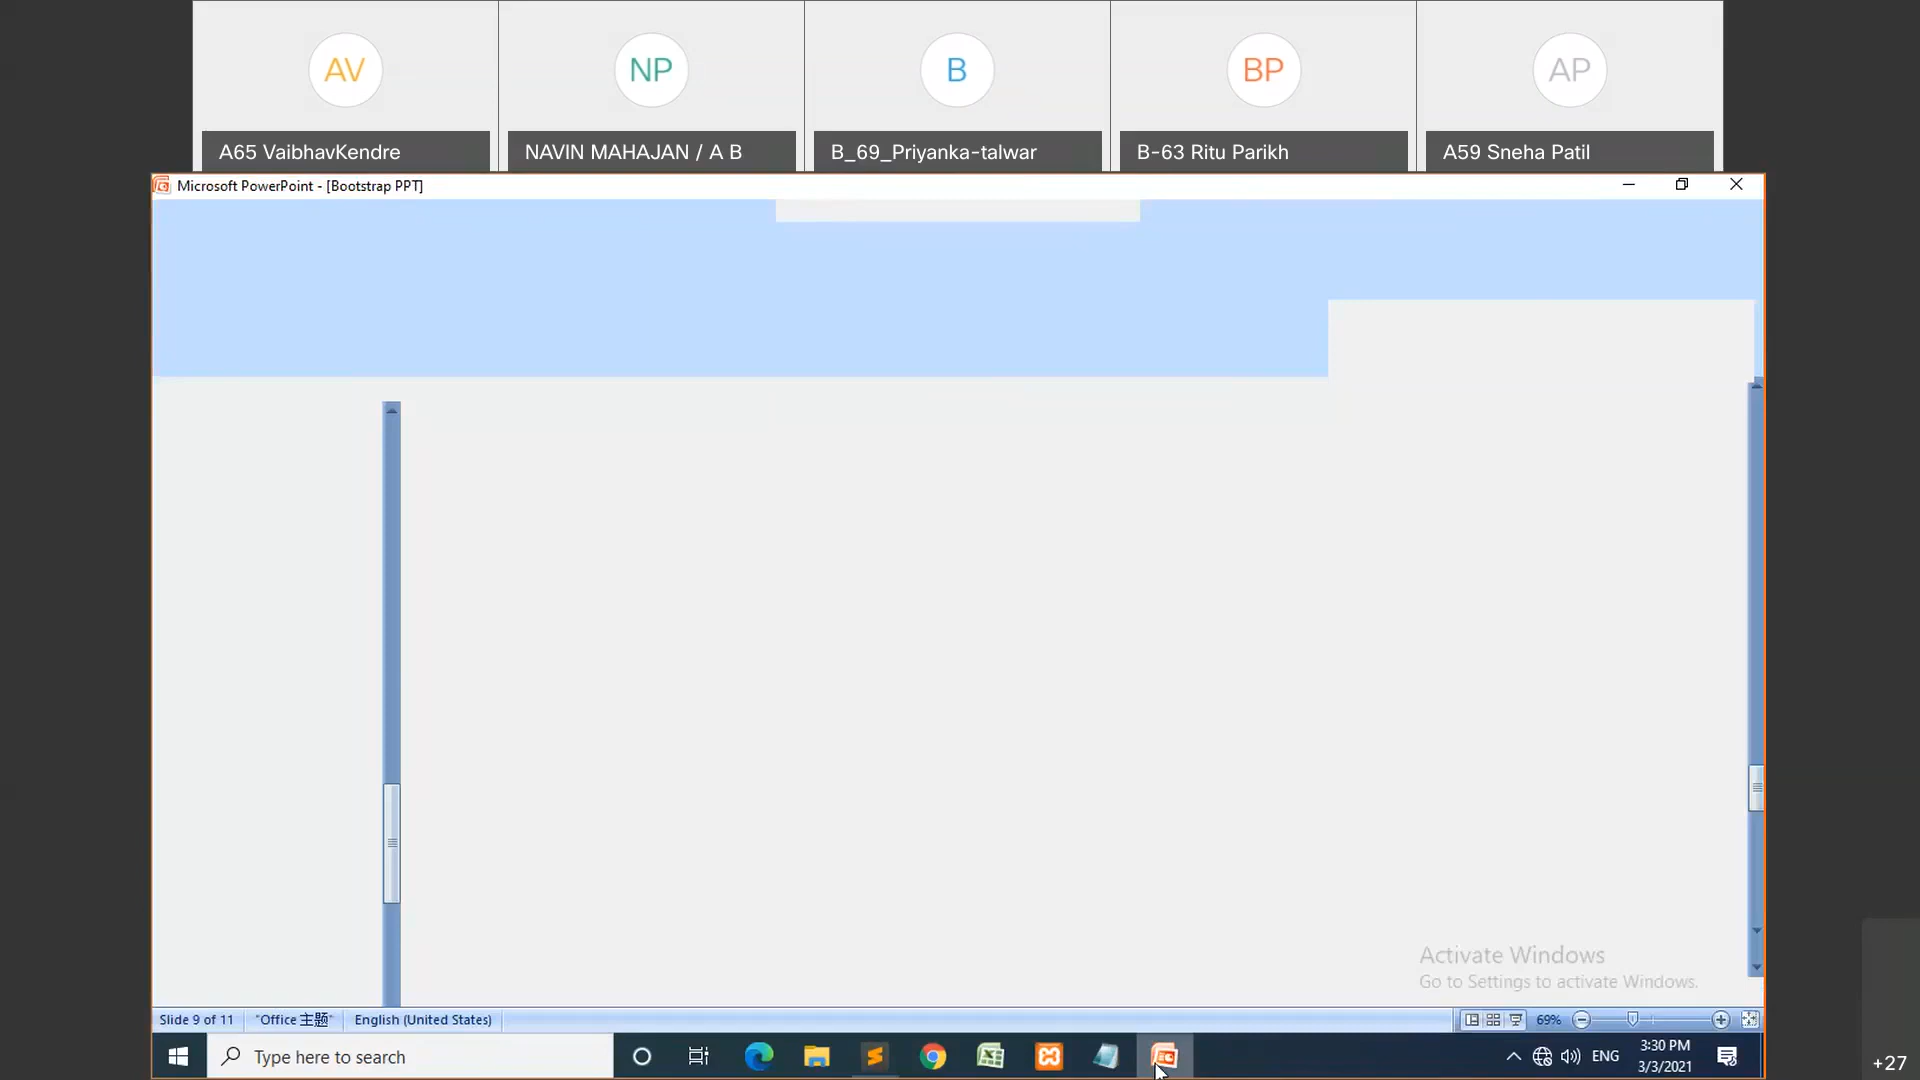 AV
NP
B
BP
AP
A65 VaibhavKendre
NAVIN MAHAJAN / A B
B_69_Priyanka-talwar
B-63 Ritu Parikh
A59 Sneha Patil
Microsoft PowerPoint - [Bootstrap PPT]
Activate Windows
Go to Settings to activate Windows.
Slide 9 of 11
"Office 主题"
English (United States)
69%
Type here to search
ENG
3:30 PM
3/3/2021
+27